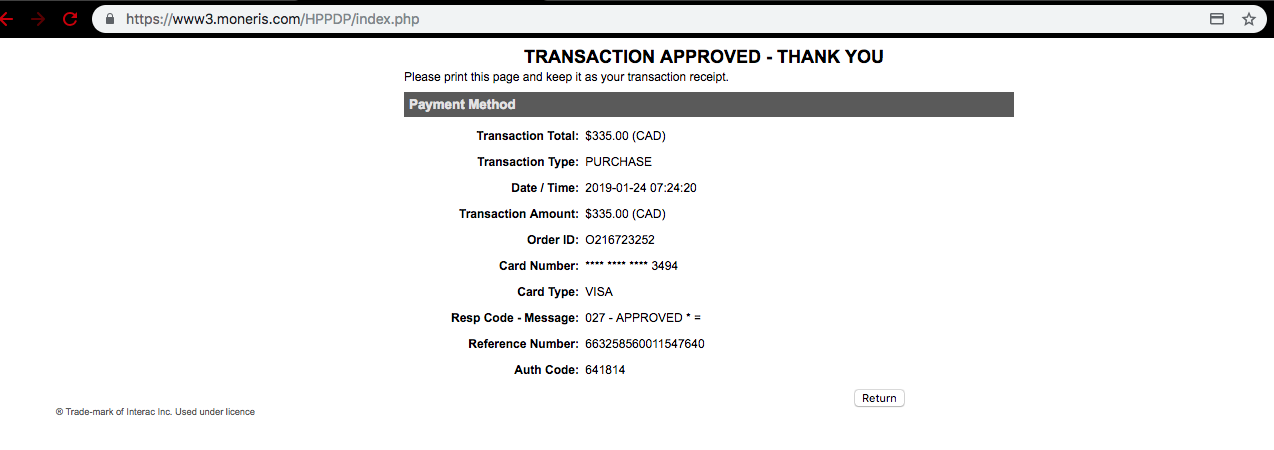 https://www3.moneris.com/HPPDP/index.php
TRANSACTION APPROVED - THANK YOU
Please print this page and keep it as your transaction receipt.
Payment Method
Transaction Total: $335.00 (CAD)
Transaction Type: PURCHASE
Date / Time: 2019-01-24 07:24:20
Transaction Amount: $335.00 (CAD)
Order ID: O216723252
Card Number: **** **** **** 3494
Card Type: VISA
Resp Code - Message: 027 - APPROVED * =
Reference Number: 663258560011547640
Auth Code: 641814
Return
® Trade-mark of Interac Inc. Used under licence